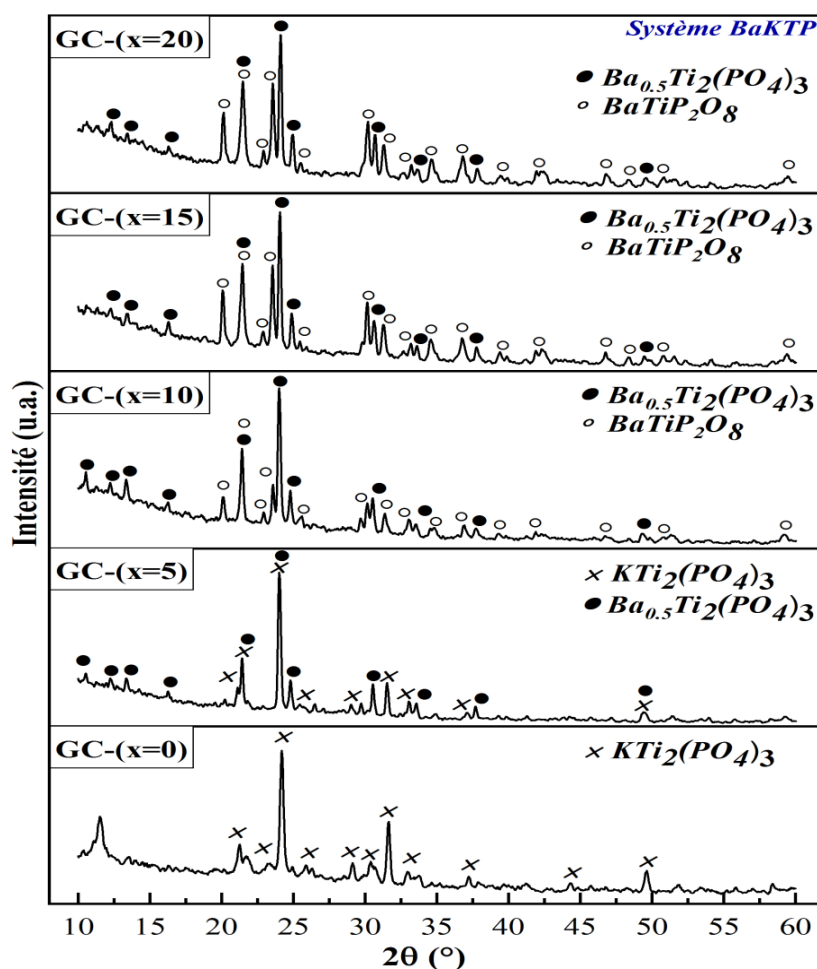 GC-(x=20)
Système BaKTP
● Ba0.5Ti2(PO4)3
○ BaTiP2O8
GC-(x=15)
● Ba0.5Ti2(PO4)3
○ BaTiP2O8
GC-(x=10)
● Ba0.5Ti2(PO4)3
○ BaTiP2O8
GC-(x=5)
× KTi2(PO4)3
● Ba0.5Ti2(PO4)3
GC-(x=0)
× KTi2(PO4)3
Intensité (u.a.)
10 15 20 25 30 35 40 45 50 55 60
2θ (°)